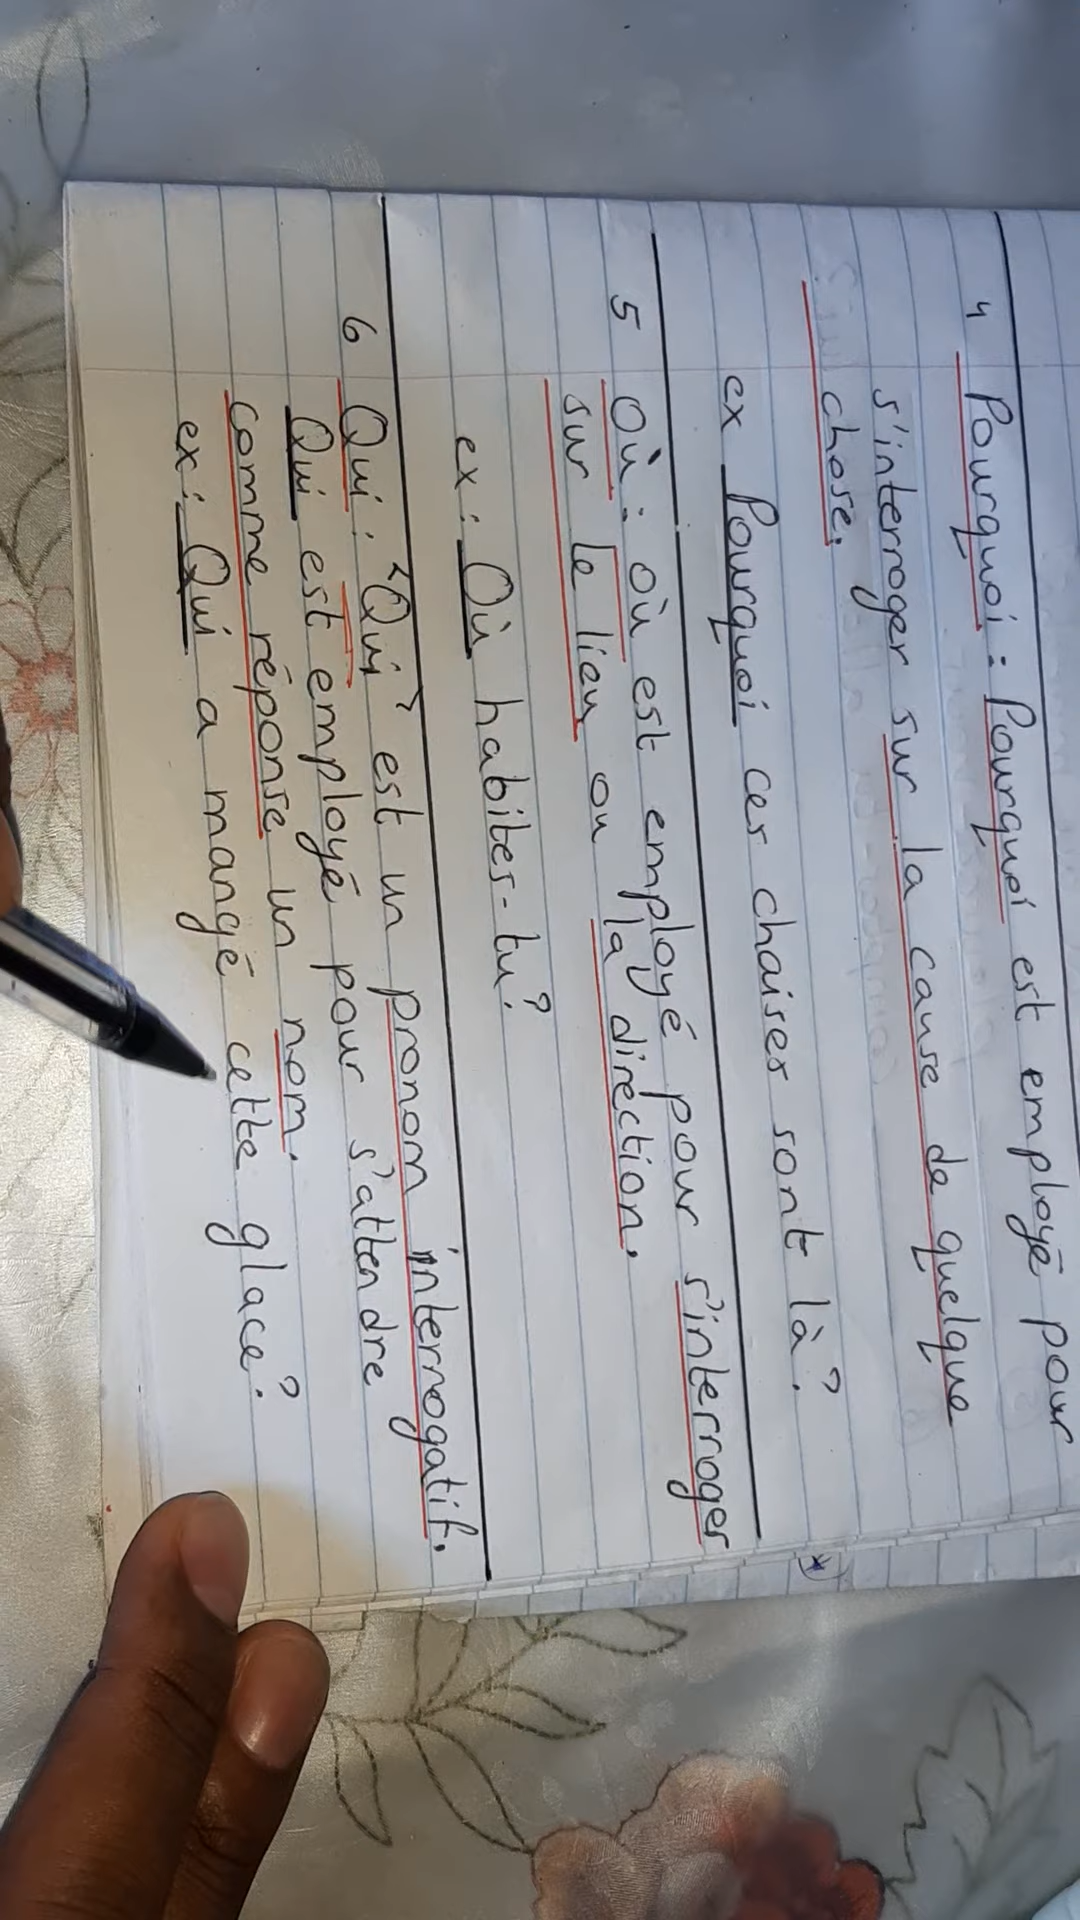 4 Pourquoi : Pourquoi est employé pour
s'interroger sur la cause de quelque
chose.
ex Pourquoi ces chaises sont là ?
5 Où : où est employé pour s'interroger
sur le lieu ou la direction.
ex : Où habites-tu ?
6 Qui : "Qui" est un pronom interrogatif.
Qui est employé pour s'attendre
comme réponse un nom.
ex : Qui a mangé cette glace ?